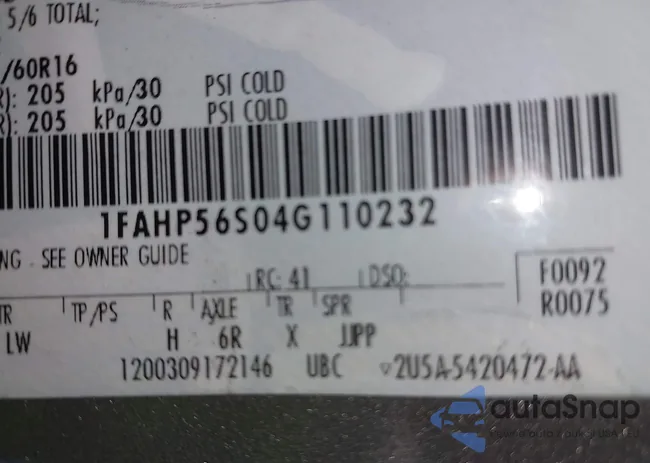 5/6 TOTAL;
/60R16
R): 205 kPa/30 PSI COLD
R): 205 kPa/30 PSI COLD
1FAHP56S04G110232
NG - SEE OWNER GUIDE
RC: 41 DSO:
F0092
R0075
TR TP/PS R AXLE TR SPR
LW H 6R X JJPP
1200309172146 UBC 2U5A-5420472-AA
autoSnap